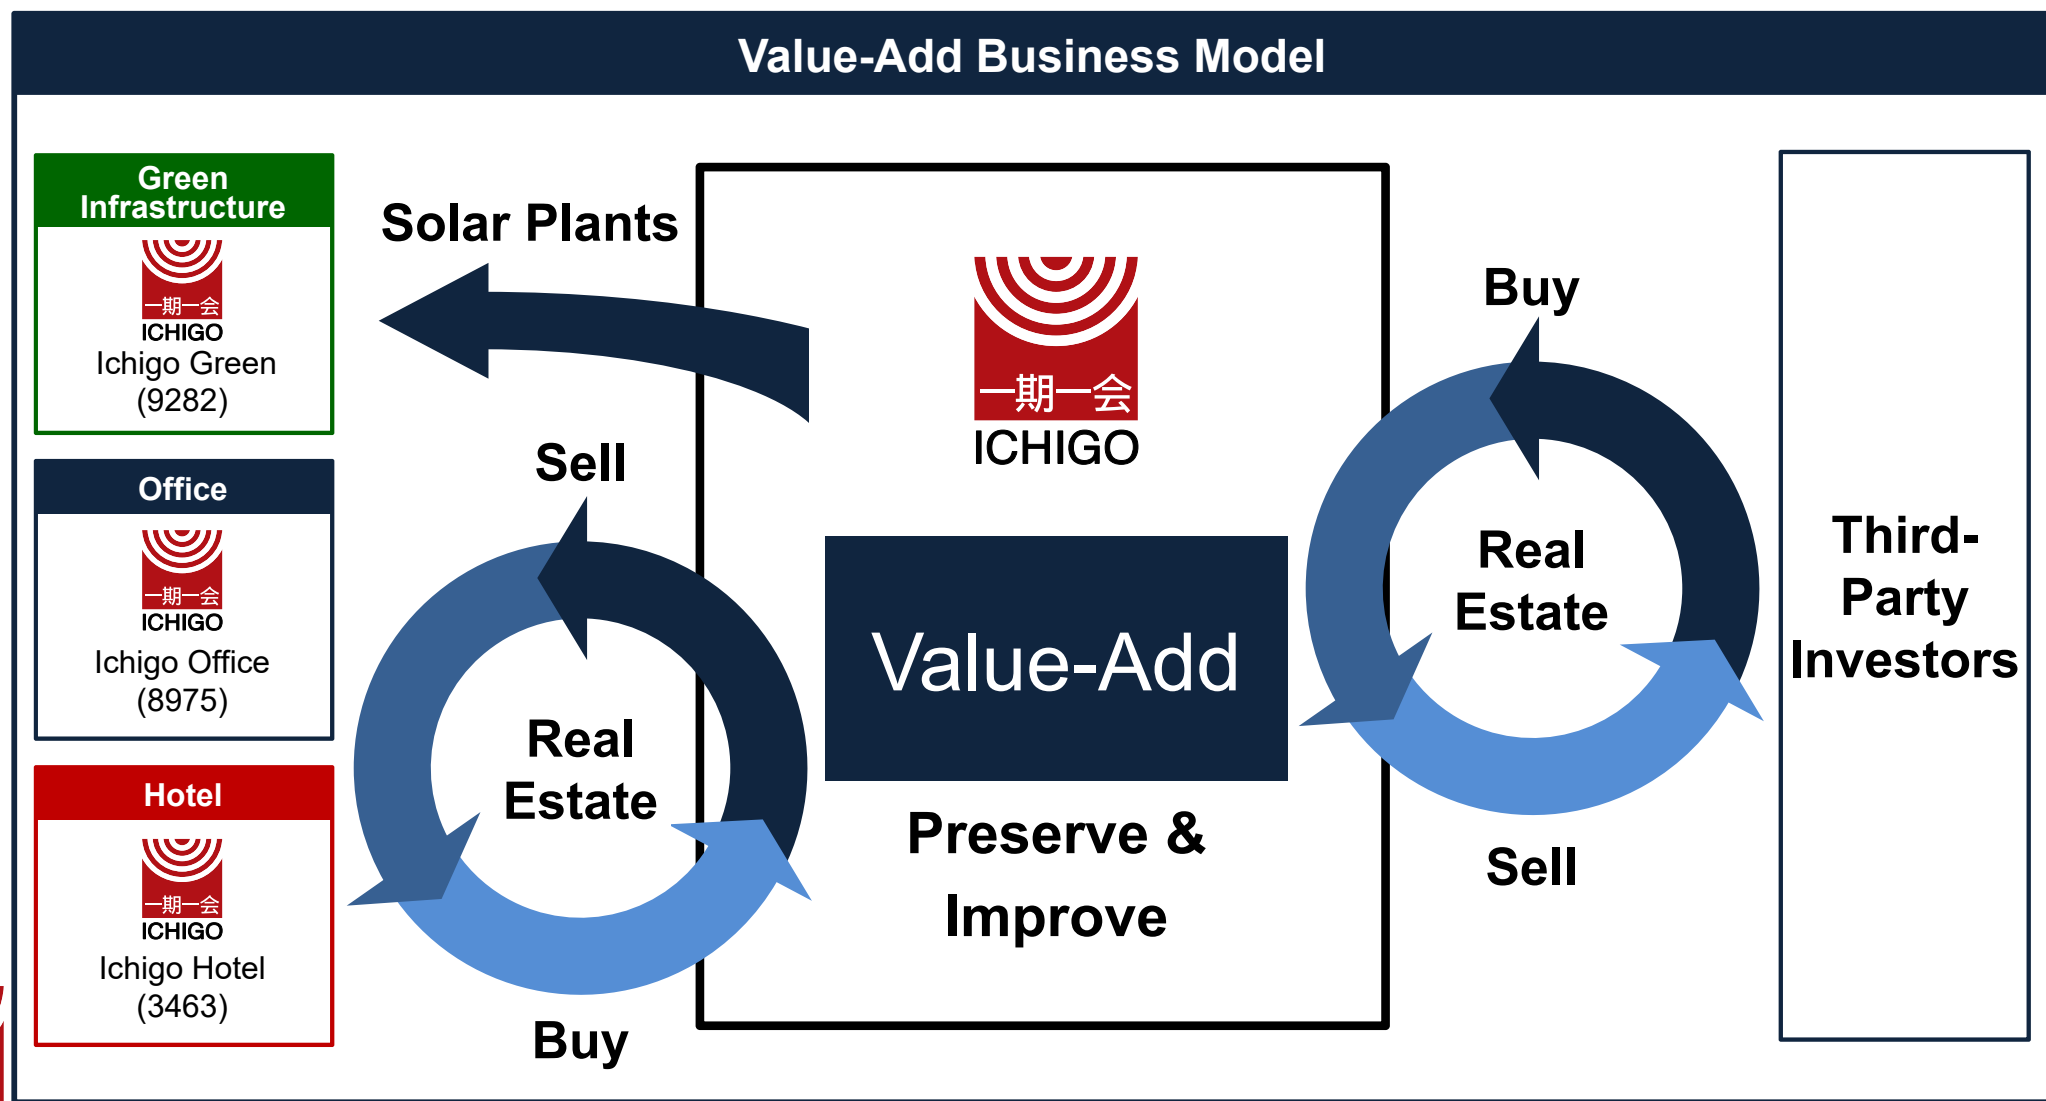 Value-Add Business Model
Green
Infrastructure
一期一会
ICHIGO
Ichigo Green
(9282)
Office
一期一会
ICHIGO
Ichigo Office
(8975)
Hotel
一期一会
ICHIGO
Ichigo Hotel
(3463)
Solar Plants
Sell
Real
Estate
Buy
一期一会
ICHIGO
Value-Add
Preserve &
Improve
Buy
Real
Estate
Sell
Third-
Party
Investors